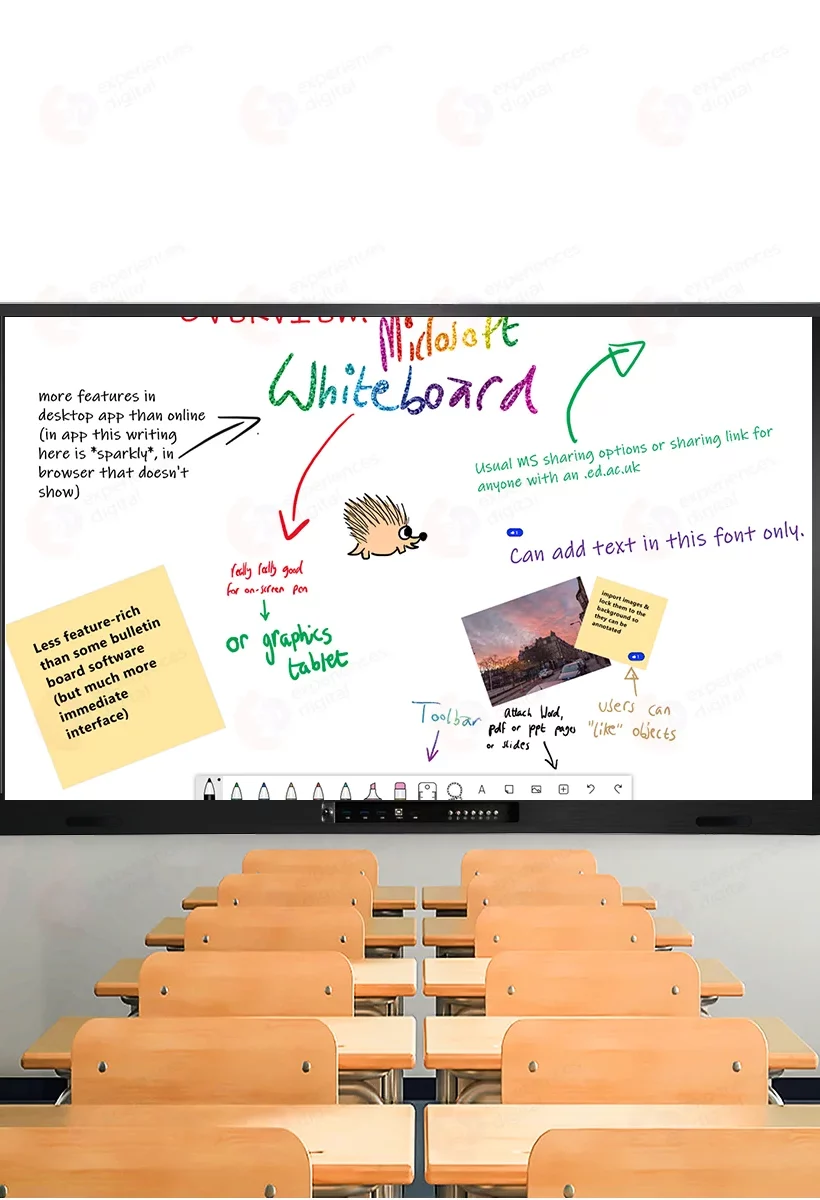 OVERVIEW:
Microsoft
Whiteboard
more features in
desktop app than online
(in app this writing
here is *sparkly*, in
browser that doesn't
show)
Usual MS sharing options or sharing link for
anyone with an .ed.ac.uk
Can add text in this font only.
really really good
for on-screen pen
or graphics
tablet
Less feature-rich
than some bulletin
board software
(but much more
immediate
interface)
import images &
lock them to the
background so
they can be
annotated
Toolbar
Attach Word,
pdf or ppt pages
or slides
users can
"like" objects
A
experiences
digital